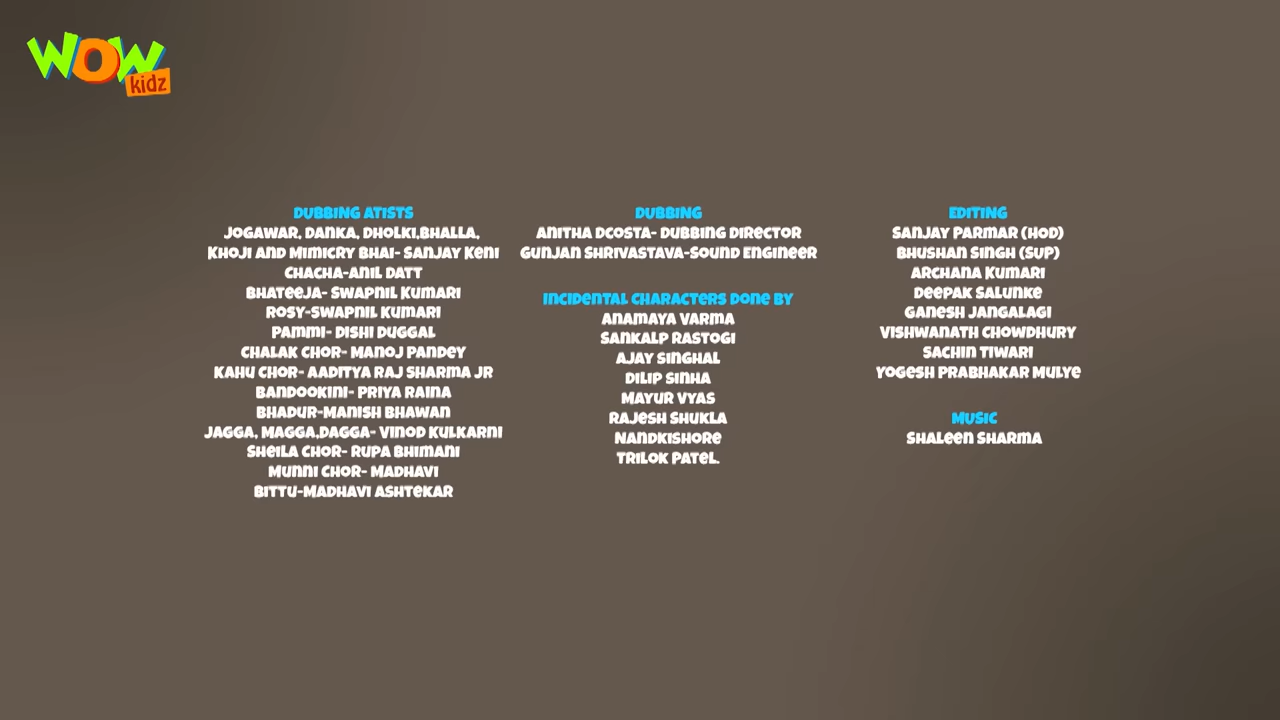 WOW
kidz
DUBBING ATISTS
JOGAWAR, DANKA, DHOLKI,BHALLA,
KHOJI AND MIMICRY BHAI- SANJAY KENI
CHACHA-ANIL DATT
BHATEEJA- SWAPNIL KUMARI
ROSY-SWAPNIL KUMARI
PAMMI- DISHI DUGGAL
CHALAK CHOR- MANOJ PANDEY
KAHU CHOR- AADITYA RAJ SHARMA JR
BANDOOKINI- PRIYA RAINA
BHADUR-MANISH BHAWAN
JAGGA, MAGGA,DAGGA- VINOD KULKARNI
SHEILA CHOR- RUPA BHIMANI
MUNNI CHOR- MADHAVI
BITTU-MADHAVI ASHTEKAR
DUBBING
ANITHA DCOSTA- DUBBING DIRECTOR
GUNJAN SHRIVASTAVA-SOUND ENGINEER
INCIDENTAL CHARACTERS DONE BY
ANAMAYA VARMA
SANKALP RASTOGI
AJAY SINGHAL
DILIP SINHA
MAYUR VYAS
RAJESH SHUKLA
NANDKISHORE
TRILOK PATEL.
EDITING
SANJAY PARMAR (HOD)
BHUSHAN SINGH (SUP)
ARCHANA KUMARI
DEEPAK SALUNKE
GANESH JANGALAGI
VISHWANATH CHOWDHURY
SACHIN TIWARI
YOGESH PRABHAKAR MULYE
MUSIC
SHALEEN SHARMA